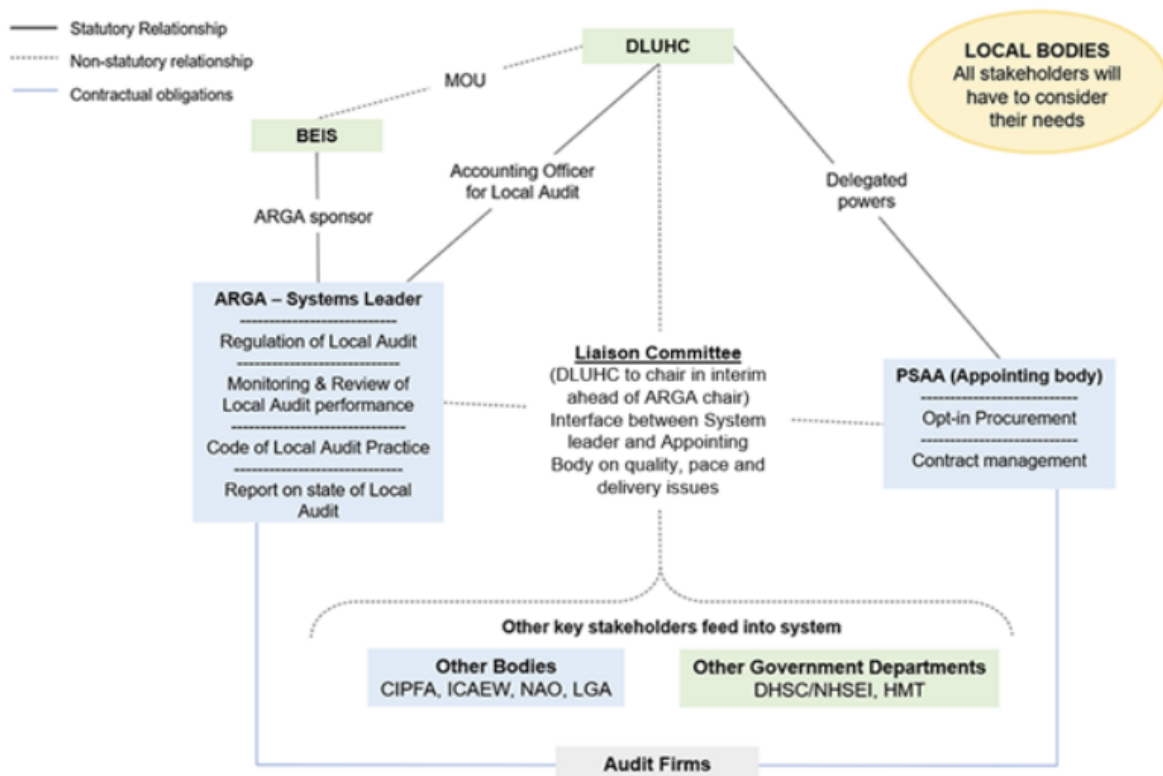 Statutory Relationship
Non-statutory relationship
Contractual obligations
DLUHC
LOCAL BODIES
All stakeholders will
have to consider
their needs
MOU
BEIS
Accounting Officer
for Local Audit
Delegated
powers
ARGA sponsor
ARGA – Systems Leader
Regulation of Local Audit
Monitoring & Review of
Local Audit performance
Code of Local Audit Practice
Report on state of Local
Audit
Liaison Committee
(DLUHC to chair in interim
ahead of ARGA chair)
Interface between System
leader and Appointing
Body on quality, pace and
delivery issues
PSAA (Appointing body)
Opt-in Procurement
Contract management
Other key stakeholders feed into system
Other Bodies
CIPFA, ICAEW, NAO, LGA
Other Government Departments
DHSC/NHSEI, HMT
Audit Firms